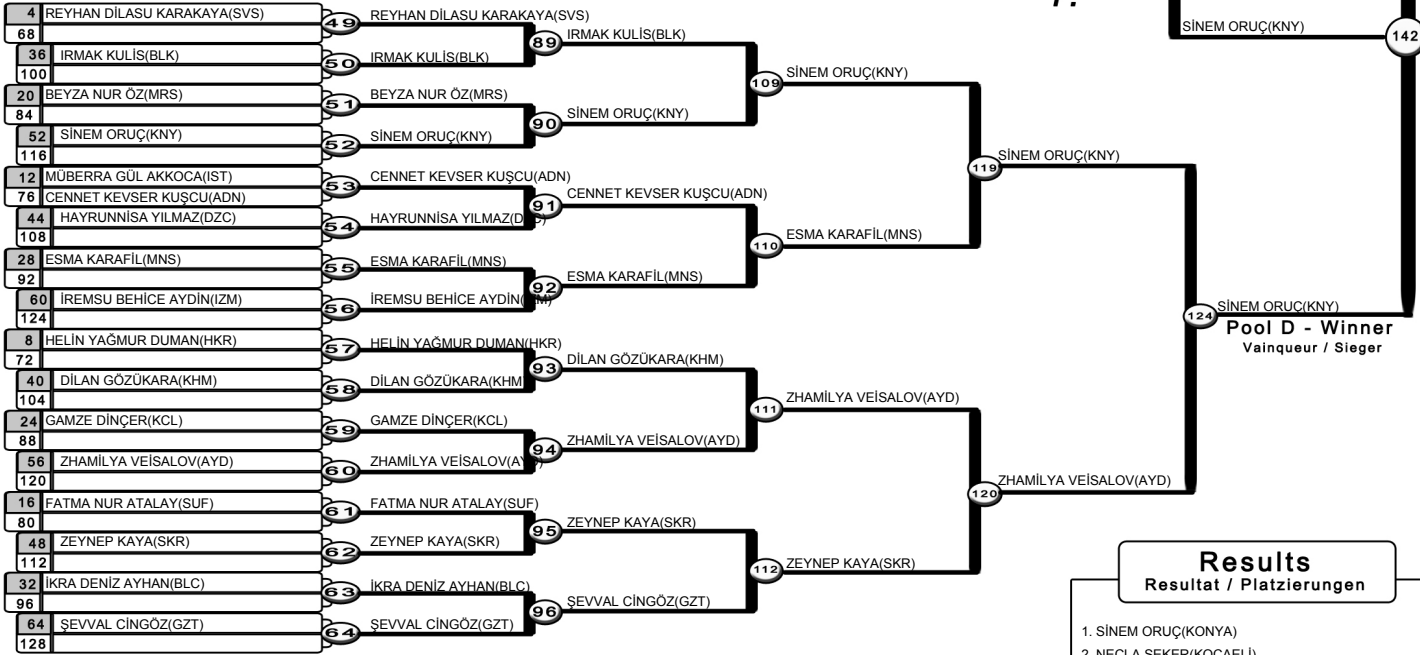 4 REYHAN DİLASU KARAKAYA(SVS)
68
36 IRMAK KULİS(BLK)
100
20 BEYZA NUR ÖZ(MRS)
84
52 SİNEM ORUÇ(KNY)
116
12 MÜBERRA GÜL AKKOCA(IST)
76 CENNET KEVSER KUŞCU(ADN)
44 HAYRUNNİSA YILMAZ(DZC)
108
28 ESMA KARAFİL(MNS)
92
60 İREMSU BEHİCE AYDİN(IZM)
124
8 HELİN YAĞMUR DUMAN(HKR)
72
40 DİLAN GÖZÜKARA(KHM)
104
24 GAMZE DİNÇER(KCL)
88
56 ZHAMİLYA VEİSALOV(AYD)
120
16 FATMA NUR ATALAY(SUF)
80
48 ZEYNEP KAYA(SKR)
112
32 İKRA DENİZ AYHAN(BLC)
96
64 ŞEVVAL CİNGÖZ(GZT)
128
49 REYHAN DİLASU KARAKAYA(SVS)
50 IRMAK KULİS(BLK)
51 BEYZA NUR ÖZ(MRS)
52 SİNEM ORUÇ(KNY)
53 CENNET KEVSER KUŞCU(ADN)
54 HAYRUNNİSA YILMAZ(DZC)
55 ESMA KARAFİL(MNS)
56 İREMSU BEHİCE AYDİN(IZM)
57 HELİN YAĞMUR DUMAN(HKR)
58 DİLAN GÖZÜKARA(KHM)
59 GAMZE DİNÇER(KCL)
60 ZHAMİLYA VEİSALOV(AYD)
61 FATMA NUR ATALAY(SUF)
62 ZEYNEP KAYA(SKR)
63 İKRA DENİZ AYHAN(BLC)
64 ŞEVVAL CİNGÖZ(GZT)
89 IRMAK KULİS(BLK)
90 SİNEM ORUÇ(KNY)
91 CENNET KEVSER KUŞCU(ADN)
92 ESMA KARAFİL(MNS)
93 DİLAN GÖZÜKARA(KHM)
94 ZHAMİLYA VEİSALOV(AYD)
95 ZEYNEP KAYA(SKR)
96 ŞEVVAL CİNGÖZ(GZT)
109 SİNEM ORUÇ(KNY)
110 ESMA KARAFİL(MNS)
111 ZHAMİLYA VEİSALOV(AYD)
112 ZEYNEP KAYA(SKR)
119 SİNEM ORUÇ(KNY)
120 ZHAMİLYA VEİSALOV(AYD)
124 SİNEM ORUÇ(KNY)
Pool D - Winner
Vainqueur / Sieger
SİNEM ORUÇ(KNY)
142
Results
Resultat / Platzierungen
1. SİNEM ORUÇ(KONYA)
2. NECLA ŞEKER(KOCAELİ)